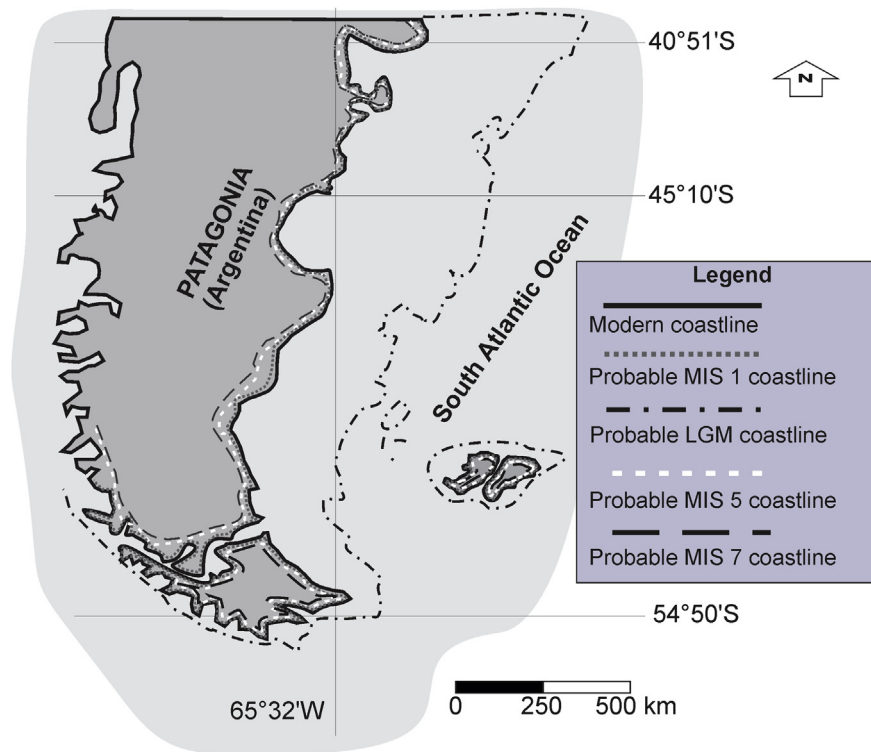 40°51'S
N
45°10'S
PATAGONIA
(Argentina)
South Atlantic Ocean
Legend
Modern coastline
Probable MIS 1 coastline
Probable LGM coastline
Probable MIS 5 coastline
Probable MIS 7 coastline
54°50'S
65°32'W
0 250 500 km